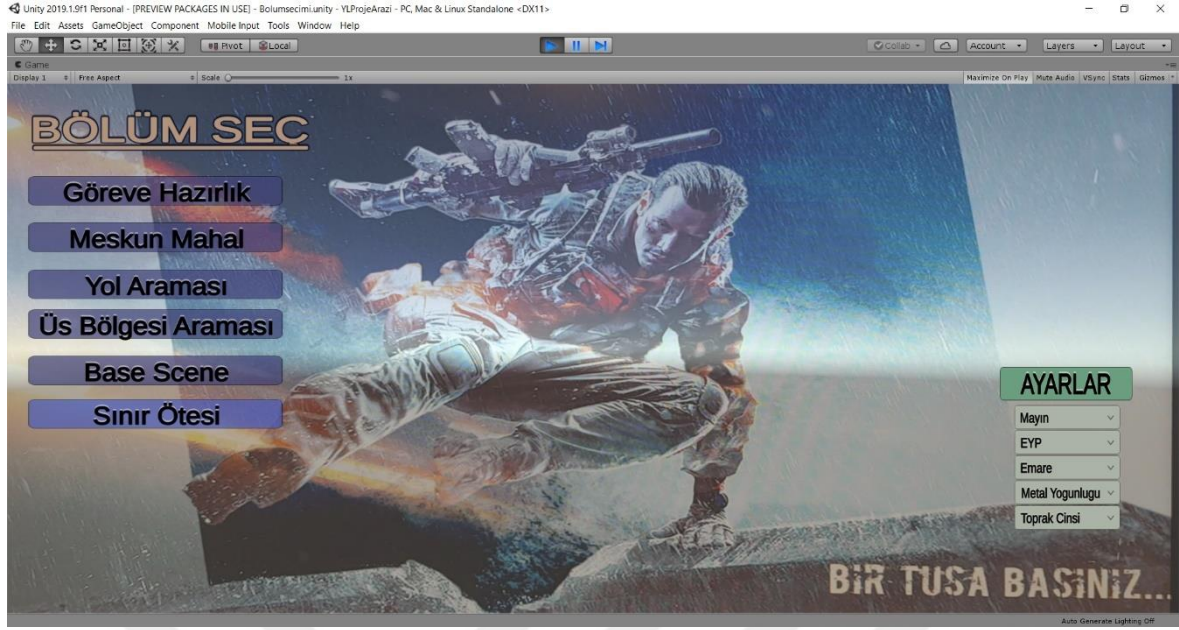 Unity 2019.1.9f1 Personal - [PREVIEW PACKAGES IN USE] - Bolumsecimi.unity - YLProjeArazi - PC, Mac & Linux Standalone <DX11>
File Edit Assets GameObject Component Mobile Input Tools Window Help
Pivot Local Collab Account Layers Layout
Game
Display 1 Free Aspect Scale 1x Maximize On Play Mute Audio VSync Stats Gizmos
BÖLÜM SEÇ
Göreve Hazırlık
Meskun Mahal
Yol Araması
Üs Bölgesi Araması
Base Scene
Sınır Ötesi
AYARLAR
Mayın
EYP
Emare
Metal Yogunlugu
Toprak Cinsi
BİR TUSA BASINIZ...
Auto Generate Lighting Off